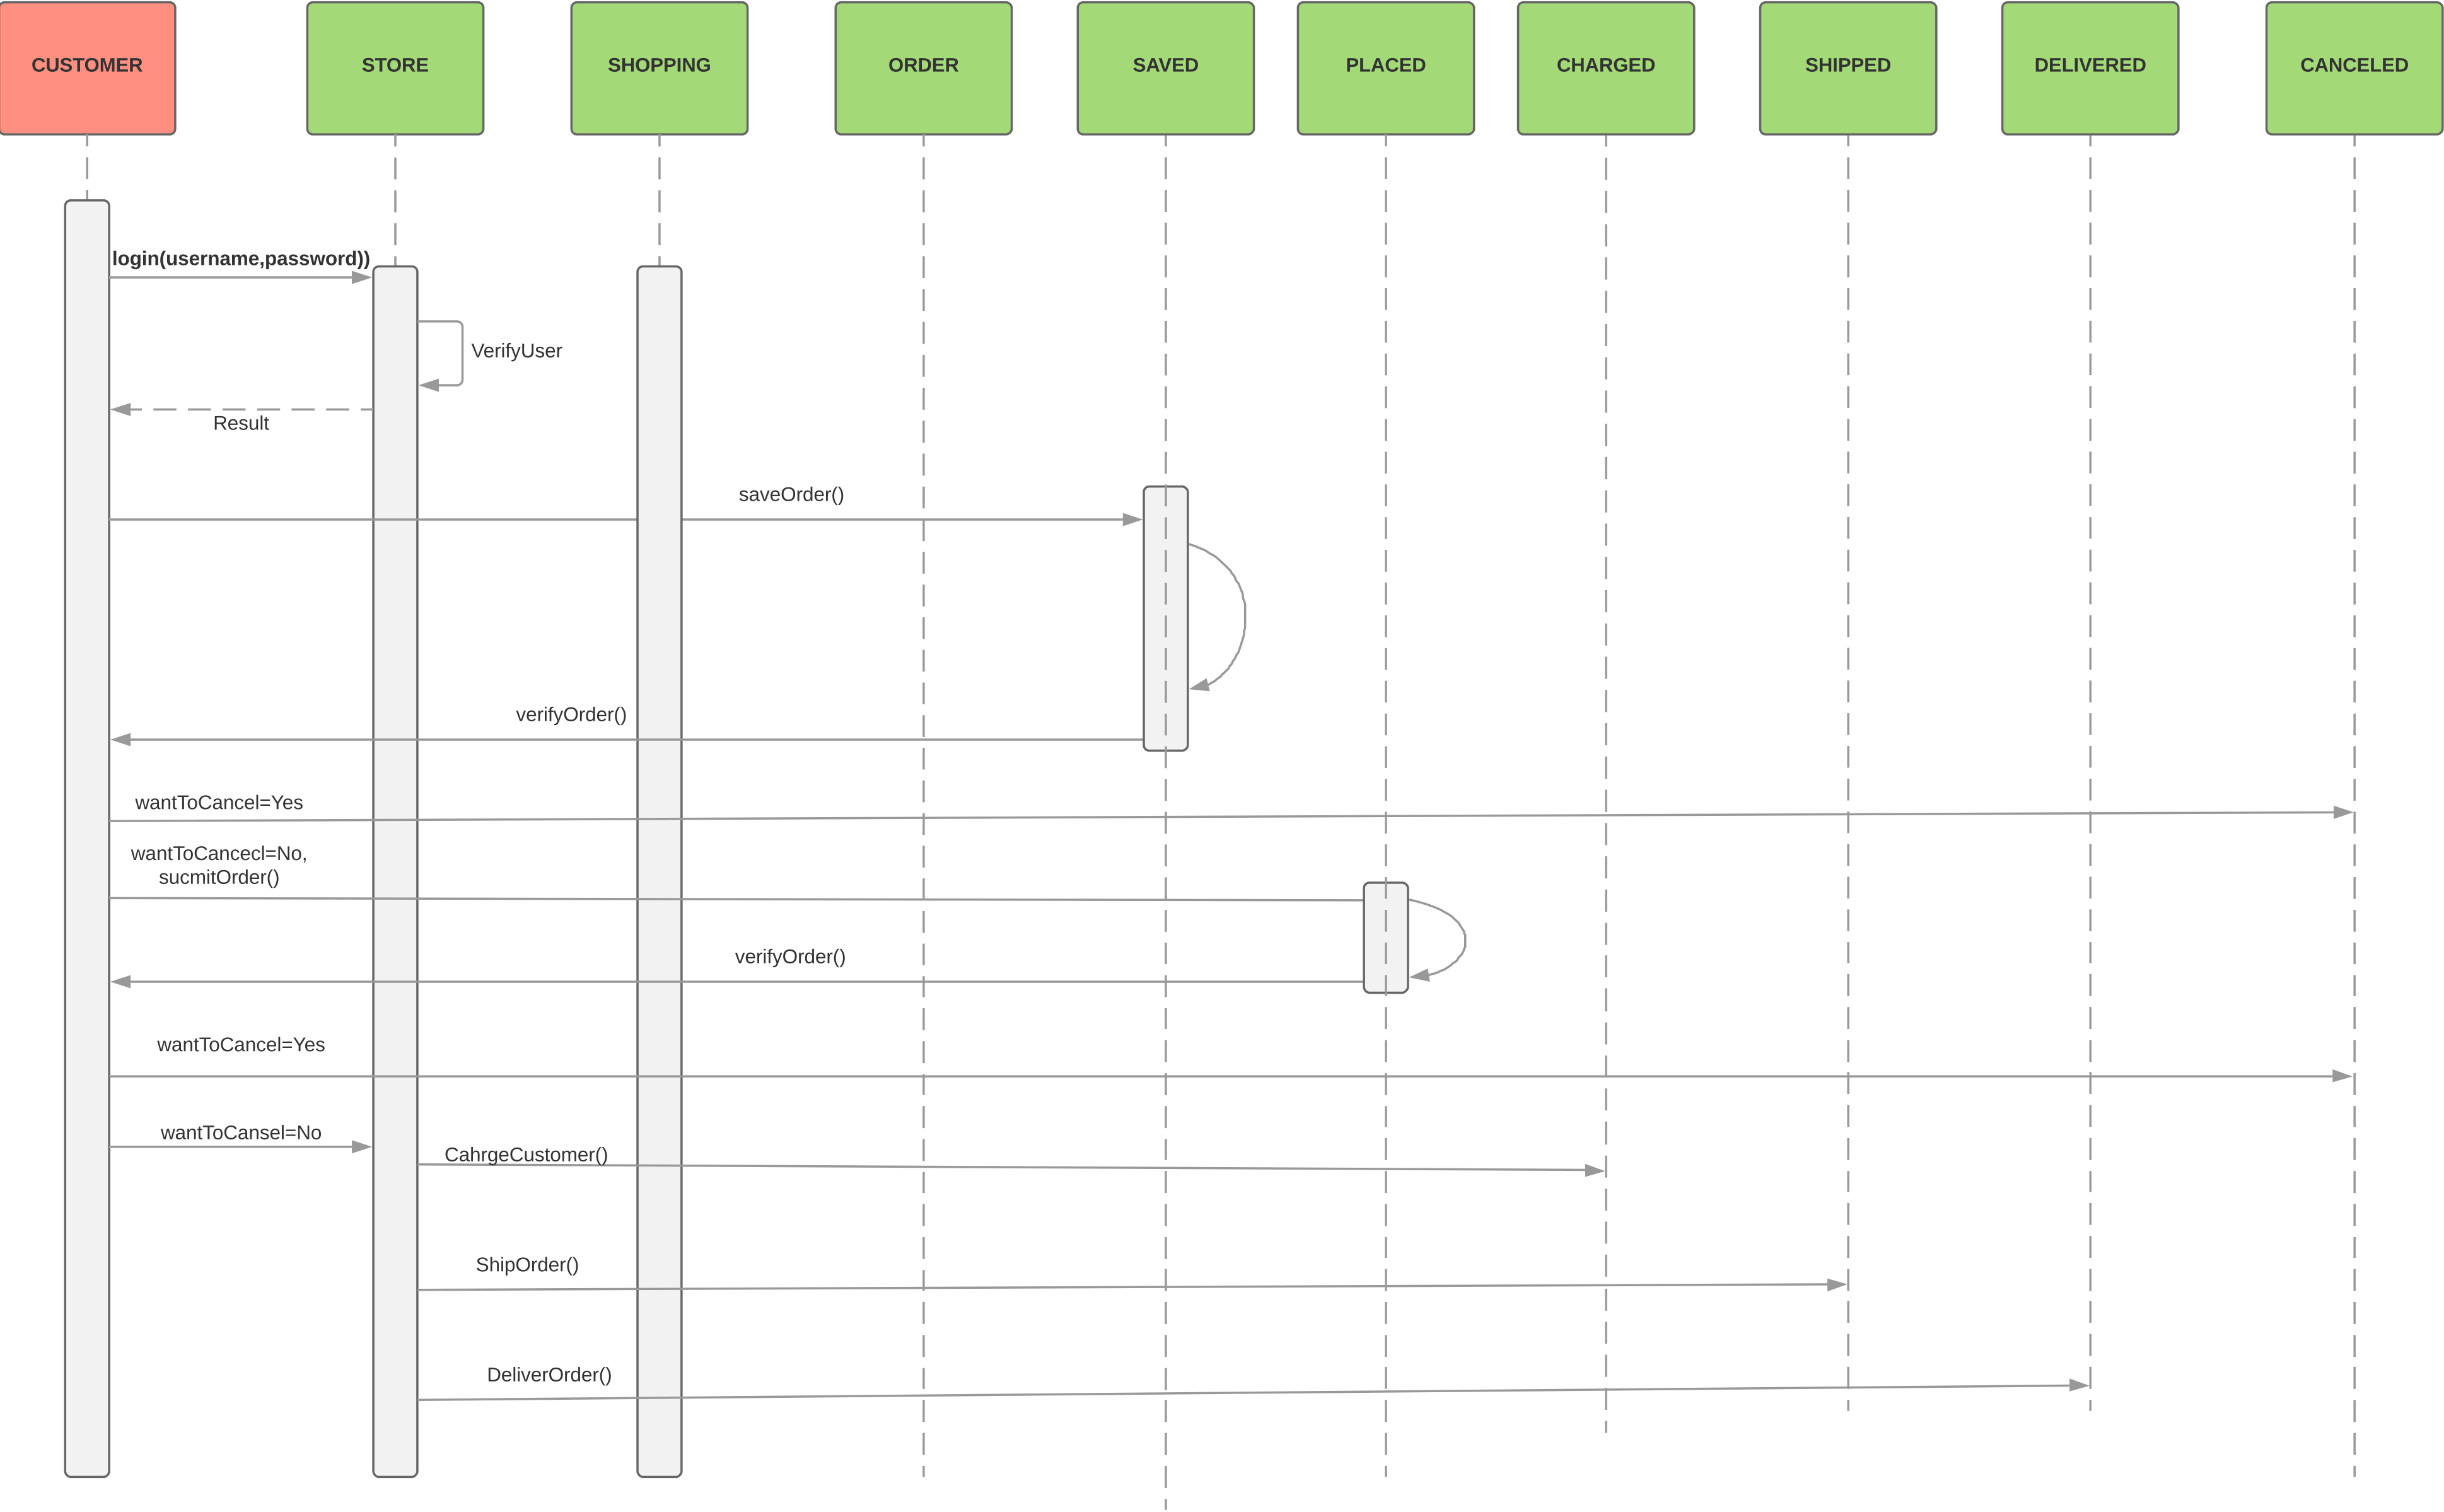 CUSTOMER
STORE
SHOPPING
ORDER
SAVED
PLACED
CHARGED
SHIPPED
DELIVERED
CANCELED
login(username,password))
VerifyUser
Result
saveOrder()
verifyOrder()
wantToCancel=Yes
wantToCancecl=No,
sucmitOrder()
verifyOrder()
wantToCancel=Yes
wantToCansel=No
CahrgeCustomer()
ShipOrder()
DeliverOrder()